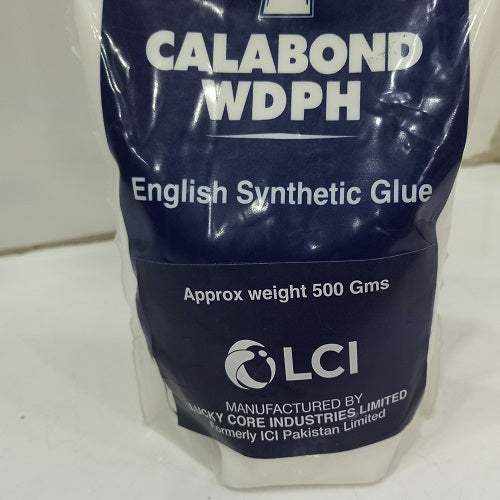 CALABOND
WDPH
English Synthetic Glue
Approx weight 500 Gms
LCI
MANUFACTURED BY
LUCKY CORE INDUSTRIES LIMITED
Formerly ICI Pakistan Limited